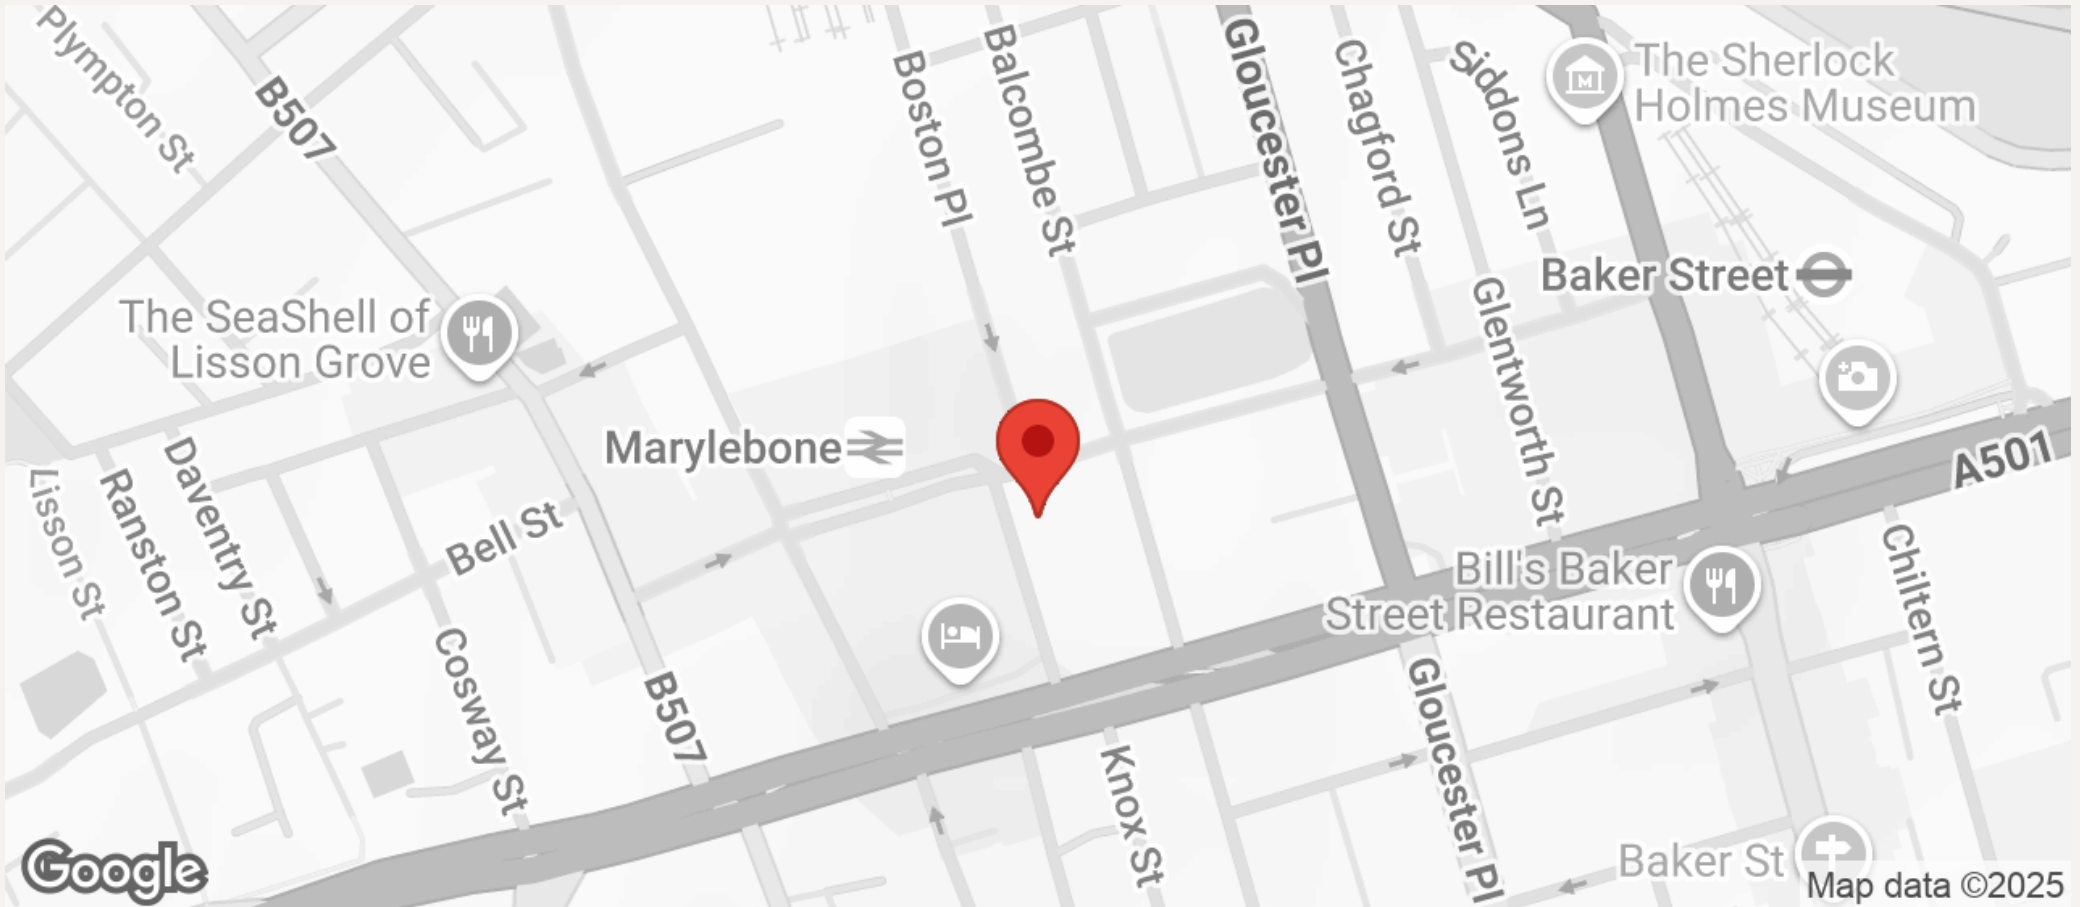 Plympton St
B507
Boston Pl
Balcombe St
Gloucester Pl
Chagford St
Siddons Ln
The Sherlock
Holmes Museum
Baker Street
The SeaShell of
Lisson Grove
Glentworth St
Marylebone
A501
Lisson St
Ranston St
Daventry St
Bell St
Bill's Baker
Street Restaurant
Chiltern St
Cosway St
B507
Knox St
Gloucester Pl
Baker St
Google
Map data ©2025